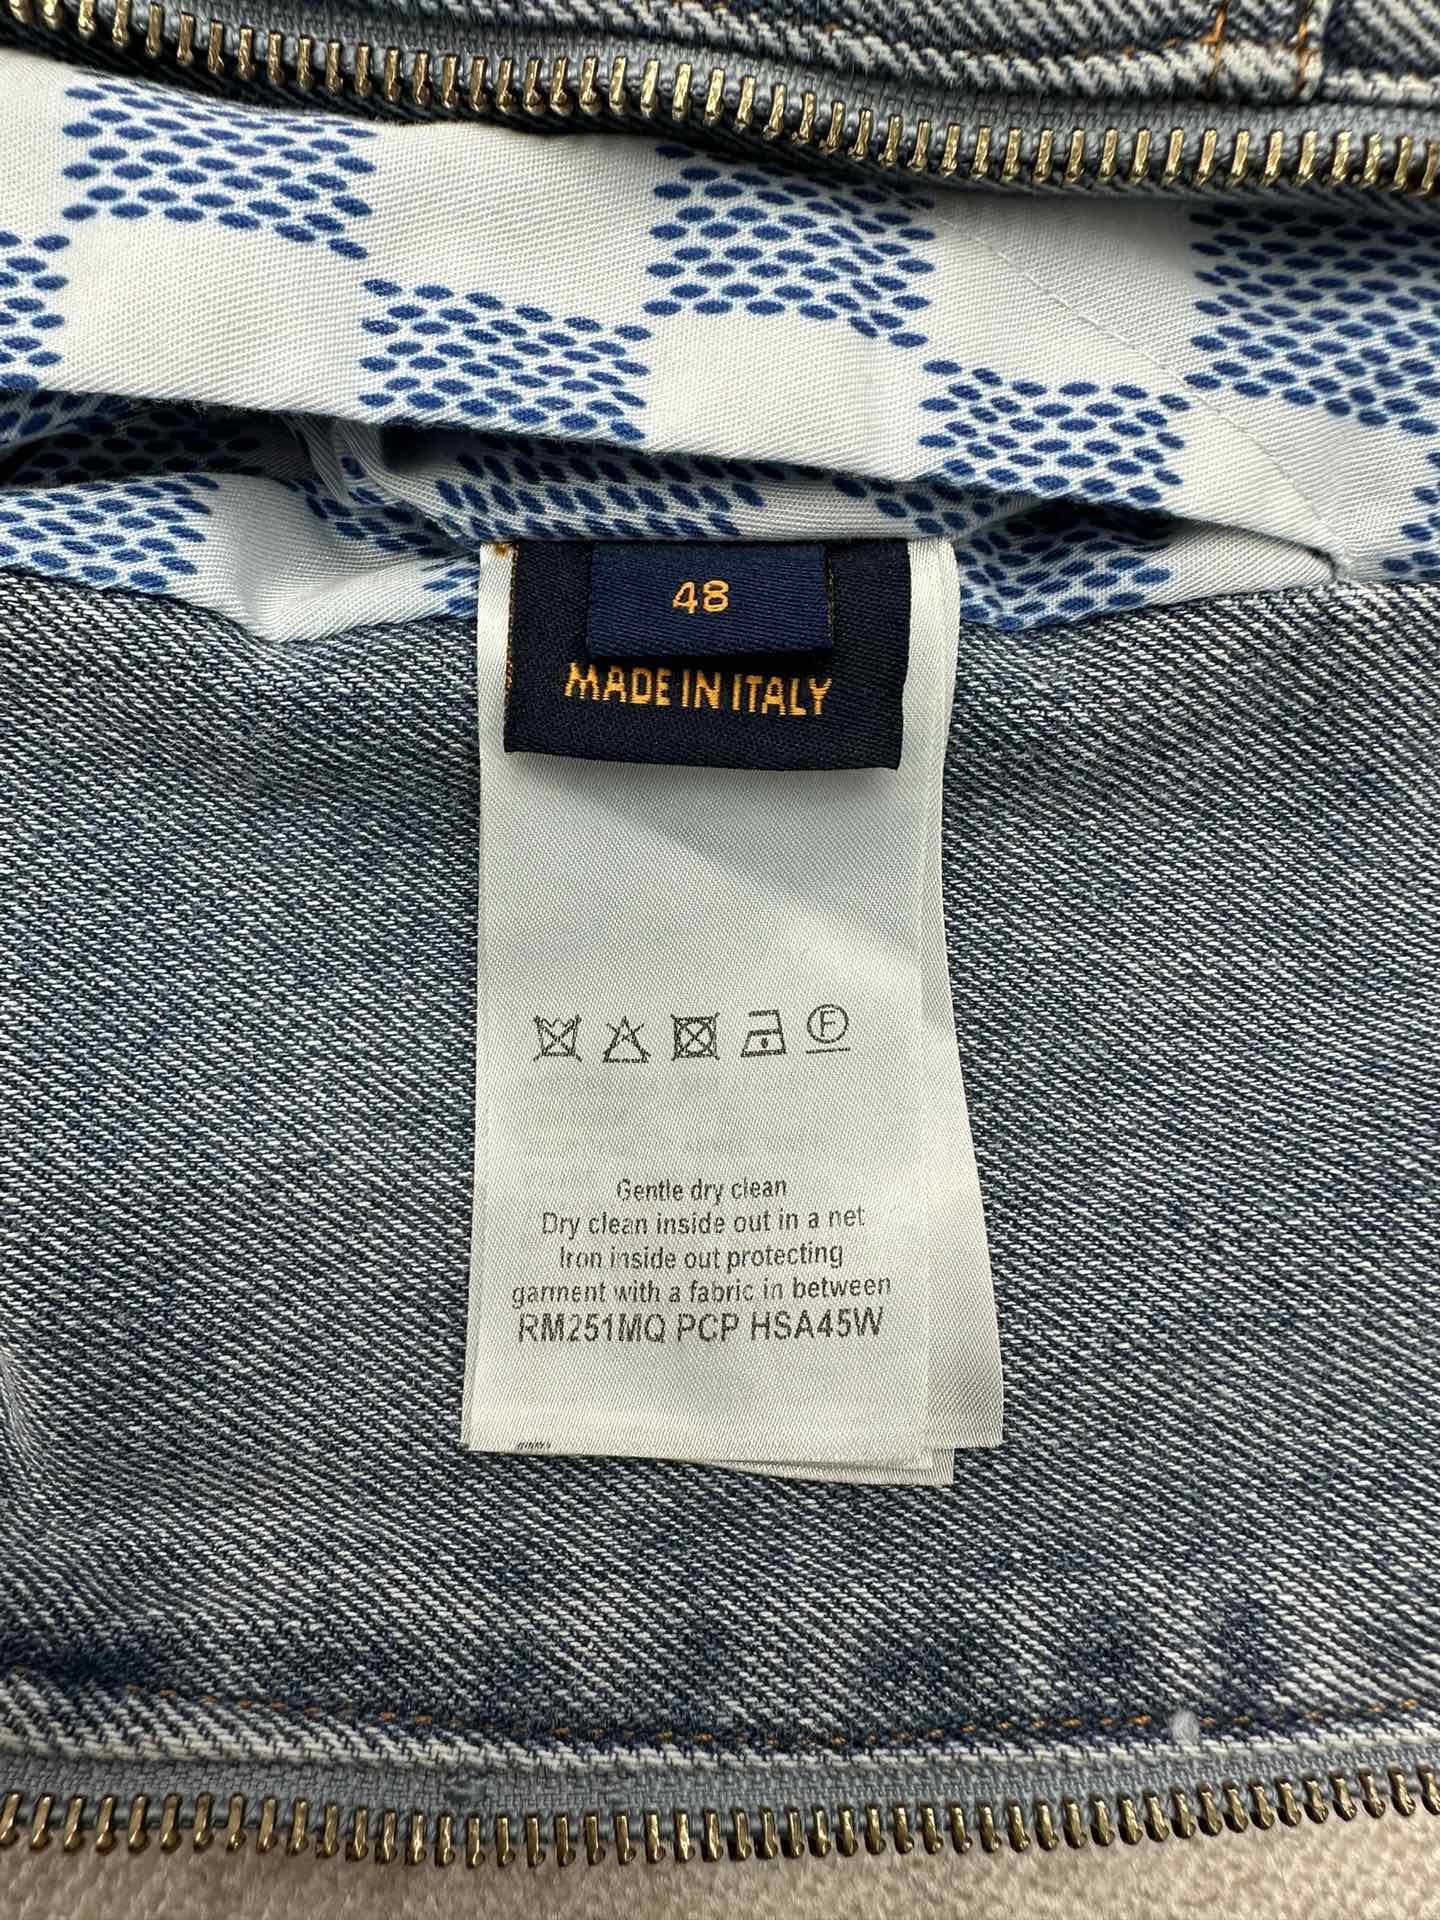 48
MADE IN ITALY
F
Gentle dry clean
Dry clean inside out in a net
Iron inside out protecting
garment with a fabric in between
RM251MQ PCP HSA45W